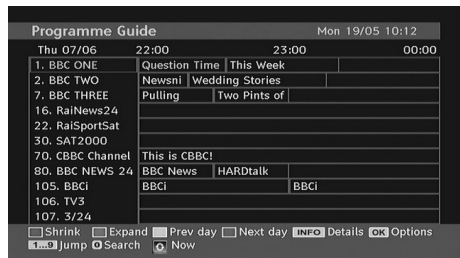 Programme Guide Mon 19/05 10:12
Thu 07/06 22:00 23:00 00:00
1. BBC ONE Question Time This Week
2. BBC TWO Newsni Wedding Stories
7. BBC THREE Pulling Two Pints of
16. RaiNews24
22. RaiSportSat
30. SAT2000
70. CBBC Channel This is CBBC!
80. BBC NEWS 24 BBC News HARDtalk
105. BBCi BBCi BBCi
106. TV3
107. 3/24
Shrink Expand Prev day Next day INFO Details OK Options
1...9 Jump 0 Search Now